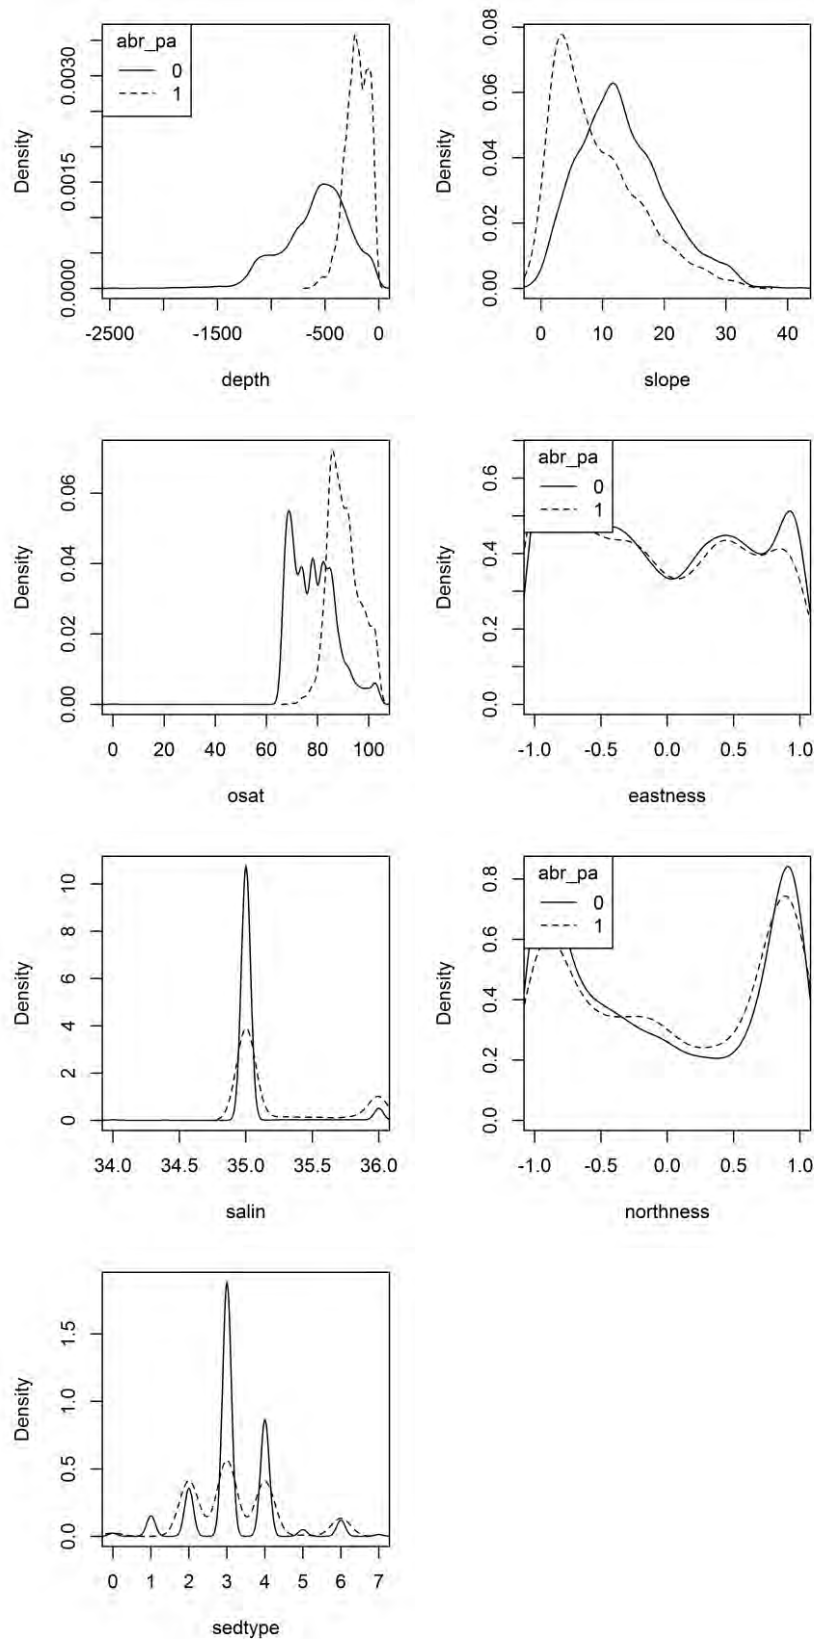 abr_pa
0
1
Density
0.0000 0.0015 0.0030
-2500 -1500 -500 0
depth
Density
0.00 0.02 0.04 0.06 0.08
0 10 20 30 40
slope
Density
0.00 0.02 0.04 0.06
0 20 40 60 80 100
osat
abr_pa
0
1
Density
0.0 0.2 0.4 0.6
-1.0 -0.5 0.0 0.5 1.0
eastness
Density
0 2 4 6 8 10
34.0 34.5 35.0 35.5 36.0
salin
abr_pa
0
1
Density
0.0 0.2 0.4 0.6 0.8
-1.0 -0.5 0.0 0.5 1.0
northness
Density
0.0 0.5 1.0 1.5
0 1 2 3 4 5 6 7
sedtype